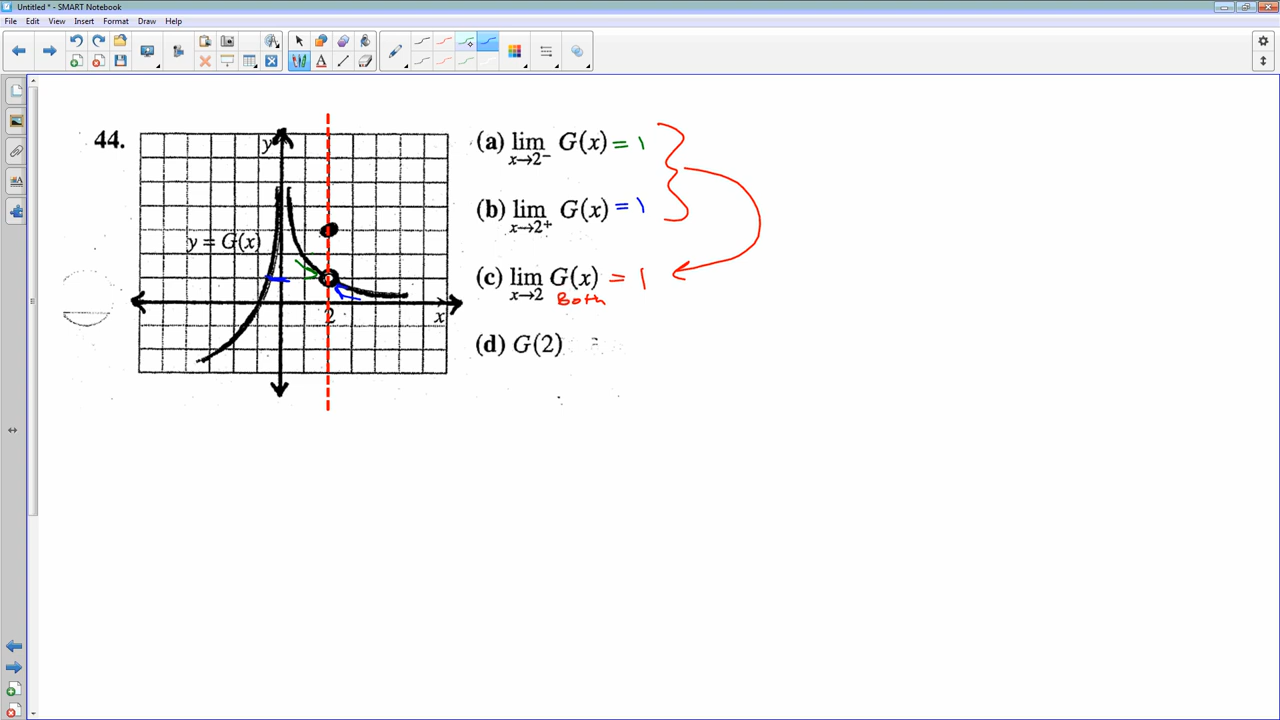 Untitled * - SMART Notebook
File Edit View Insert Format Draw Help
44.
y
y = G(x)
2
x
(a) lim G(x) = 1
x→2⁻
(b) lim G(x) = 1
x→2⁺
(c) lim G(x) = 1
x→2 Both
(d) G(2) =